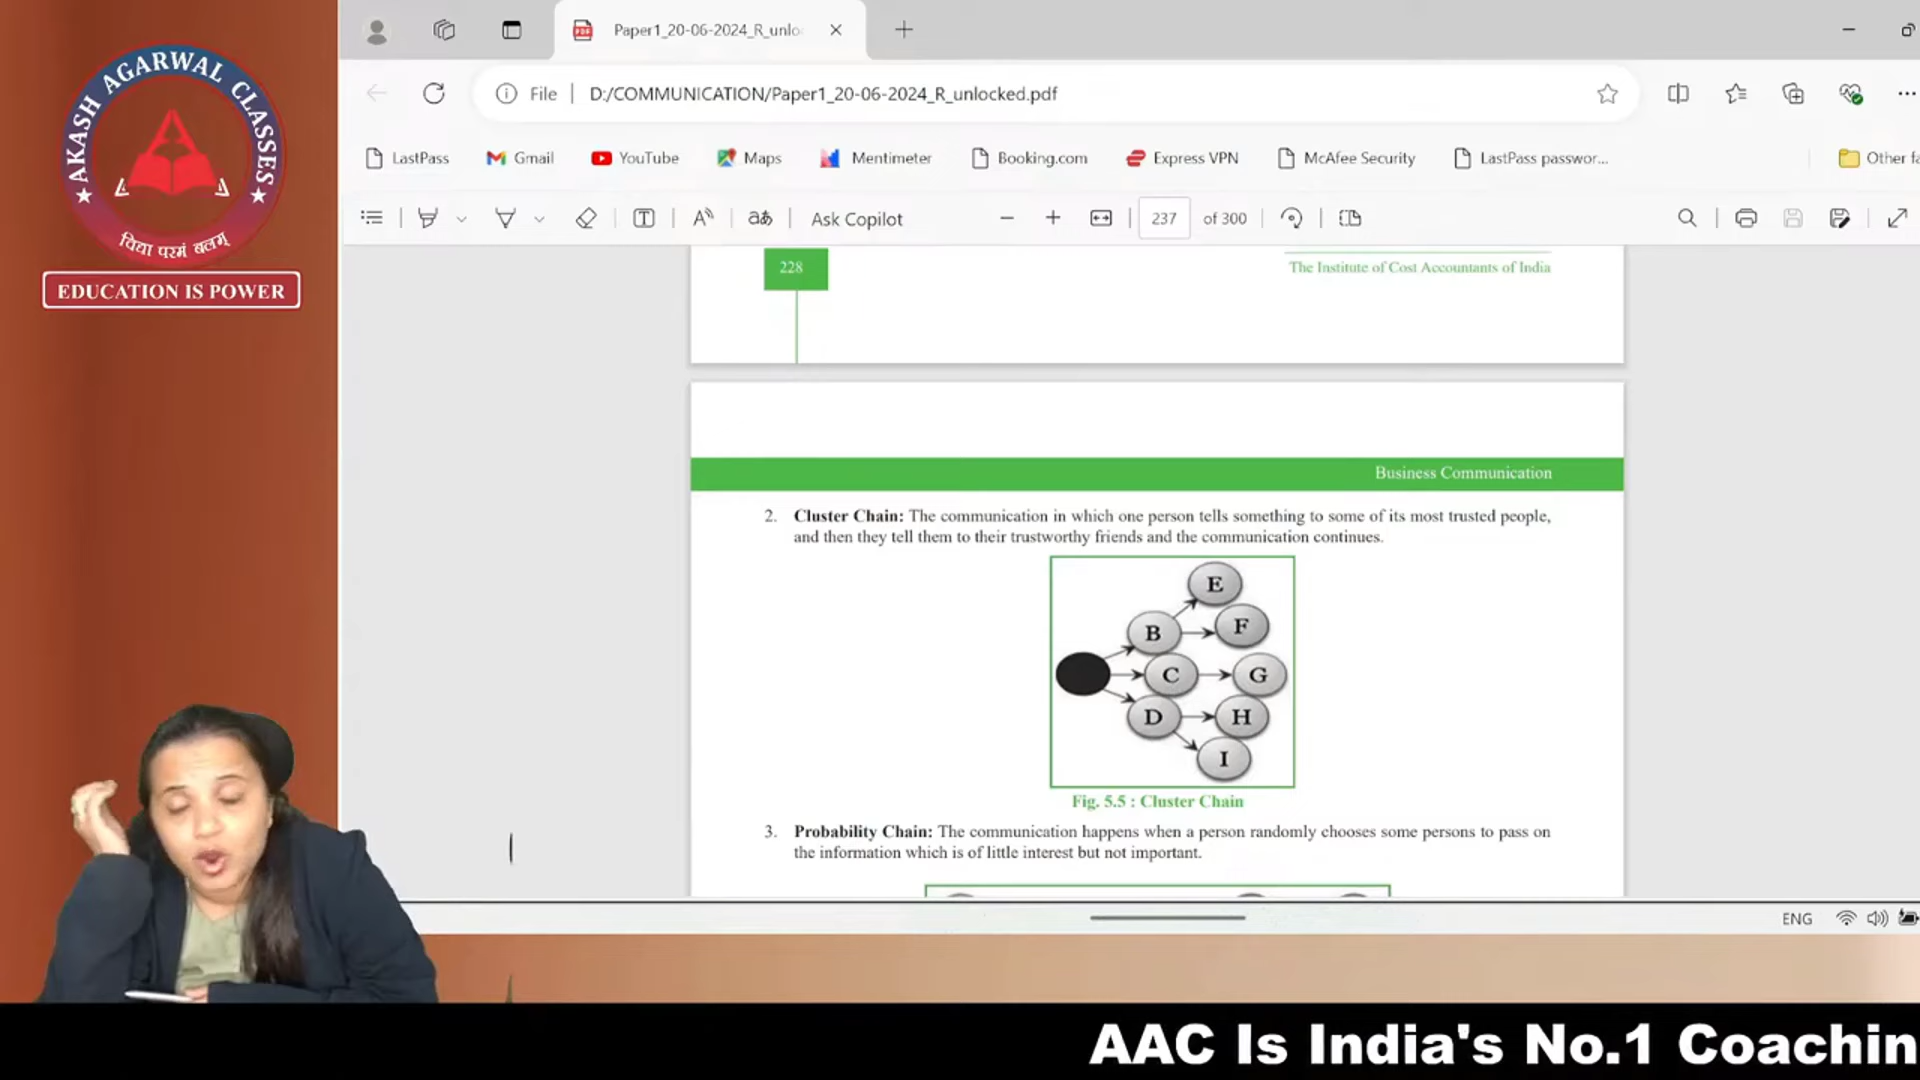 AKASH AGARWAL CLASSES
विद्या परमं बलम्
EDUCATION IS POWER
Paper1_20-06-2024_R_unlo
File
D:/COMMUNICATION/Paper1_20-06-2024_R_unlocked.pdf
LastPass
Gmail
YouTube
Maps
Mentimeter
Booking.com
Express VPN
McAfee Security
LastPass passwor...
Other fa
Ask Copilot
237
of 300
228
The Institute of Cost Accountants of India
Business Communication
2. Cluster Chain: The communication in which one person tells something to some of its most trusted people,
and then they tell them to their trustworthy friends and the communication continues.
E
B
F
C
G
D
H
I
Fig. 5.5 : Cluster Chain
3. Probability Chain: The communication happens when a person randomly chooses some persons to pass on
the information which is of little interest but not important.
ENG
AAC Is India's No.1 Coachin